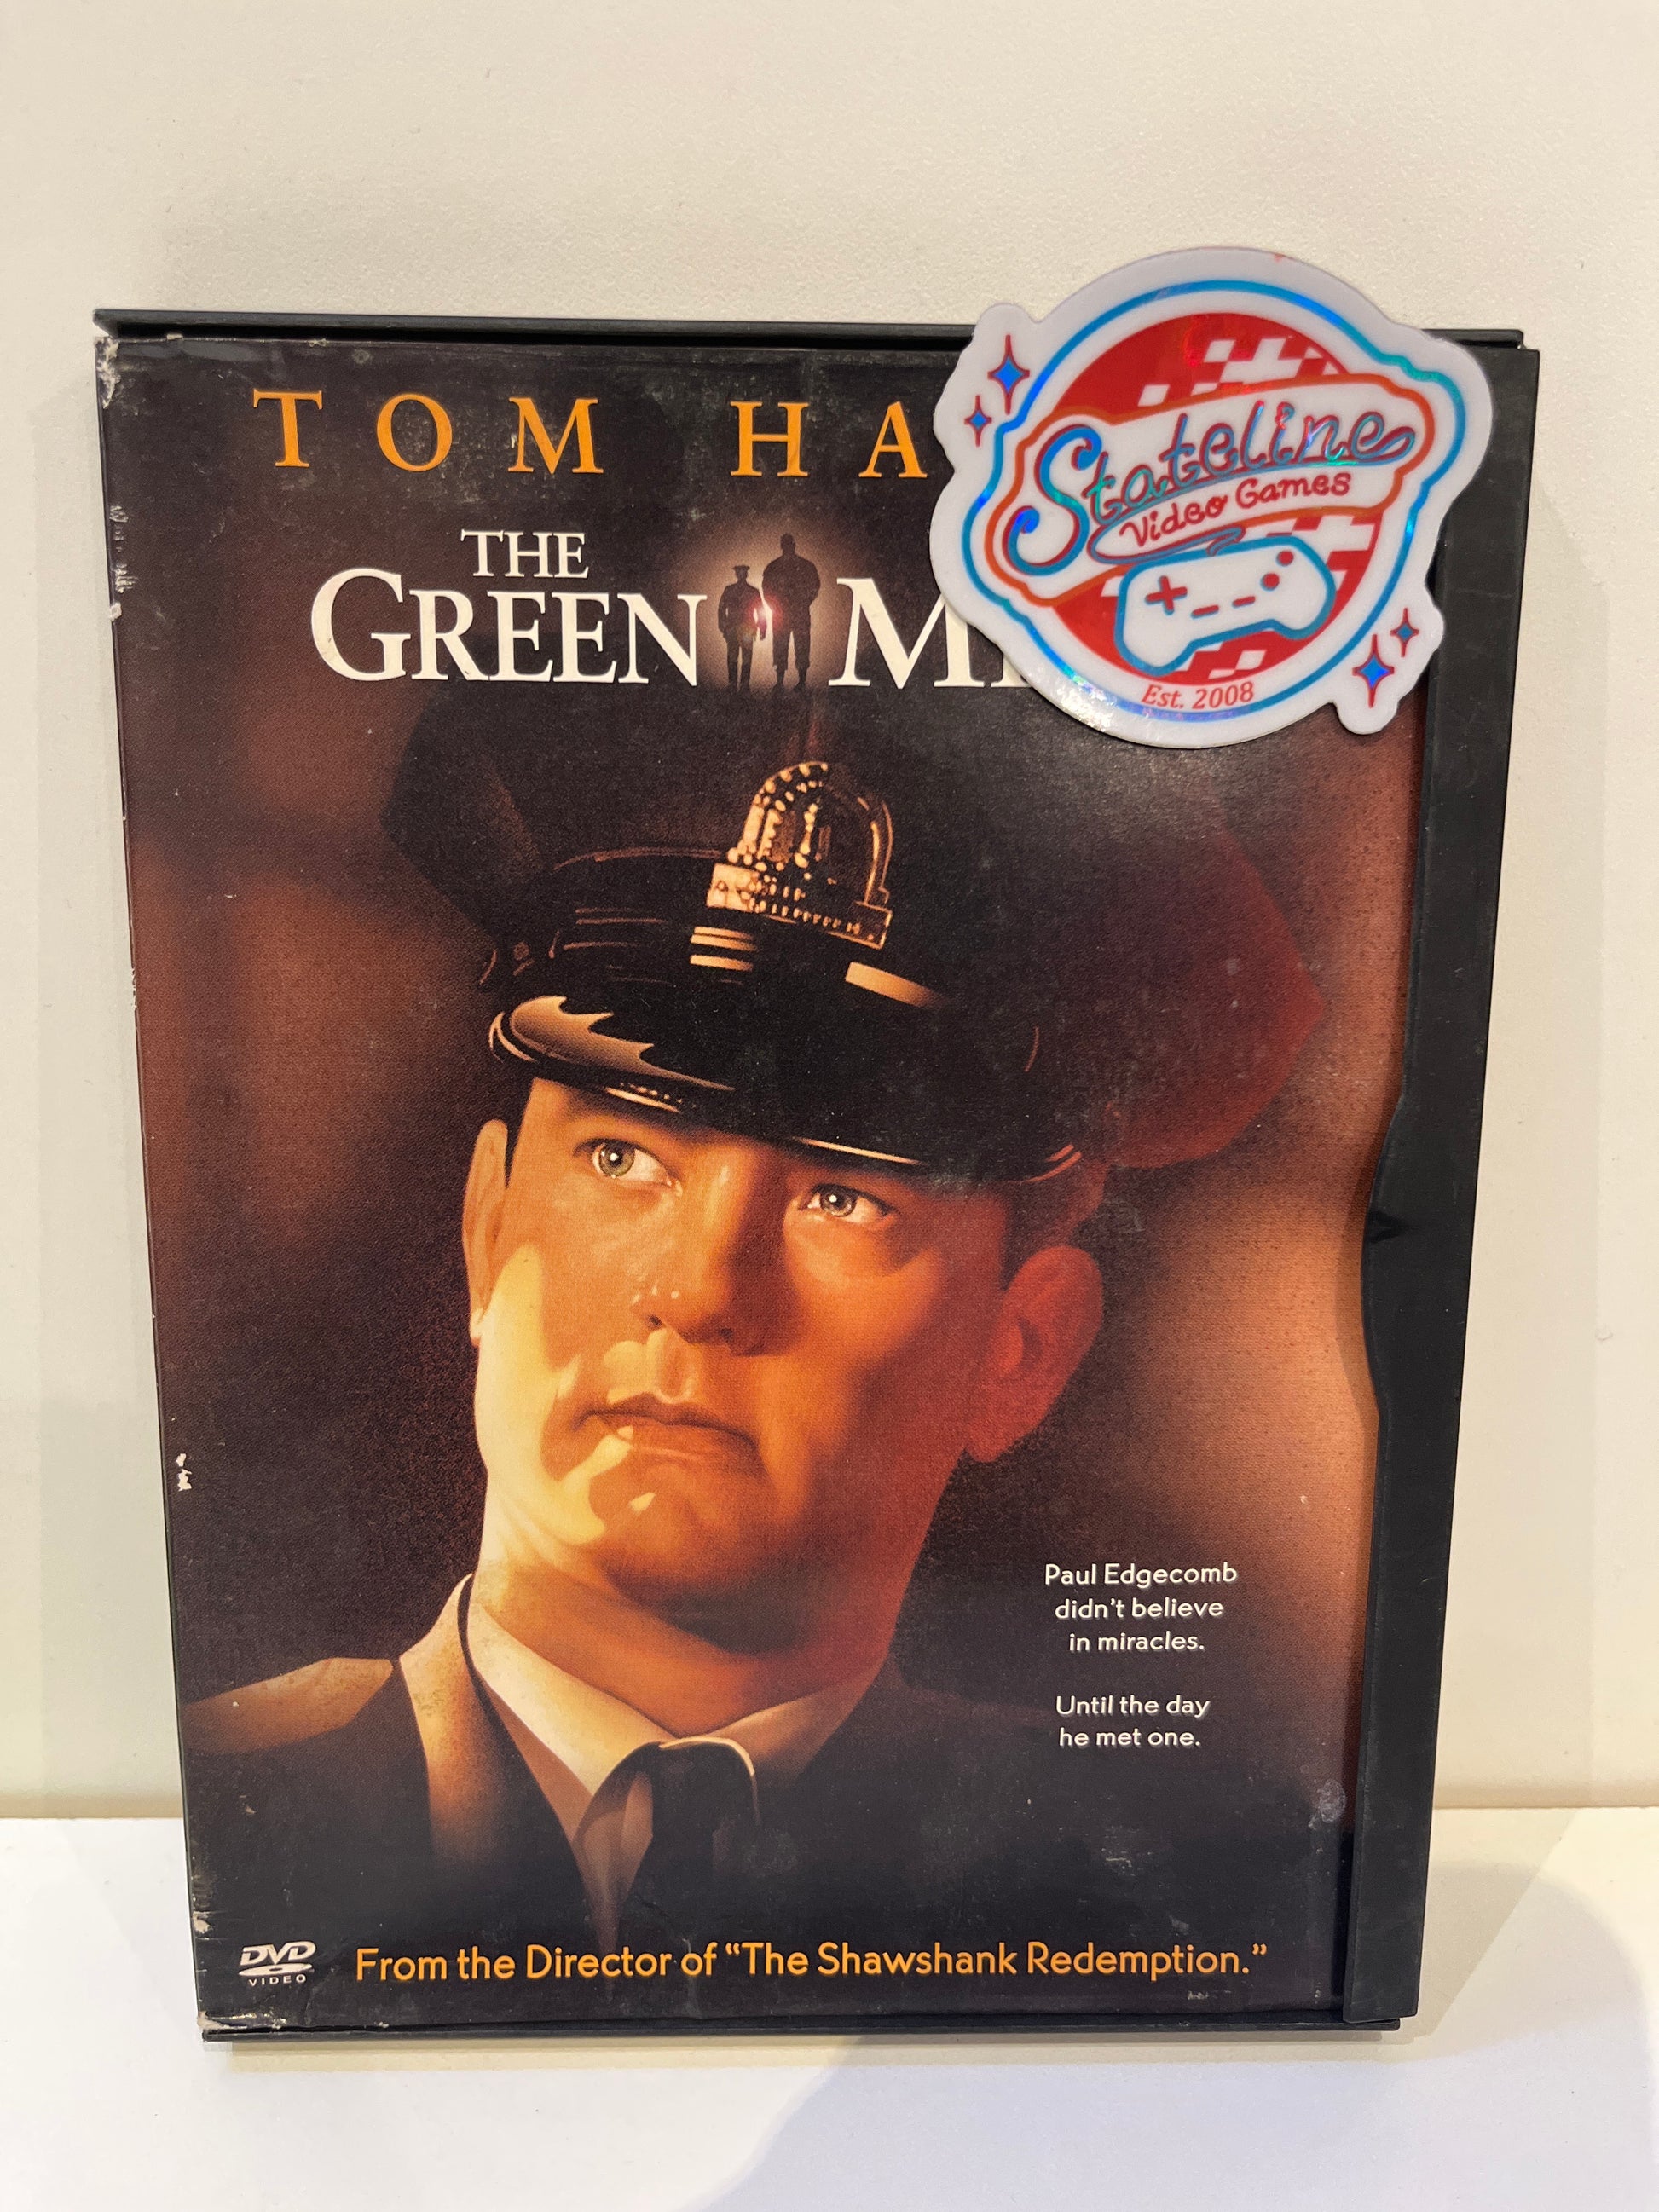 TOM HA
THE
GREEN MI
Stateline
Video Games
Est. 2008
Paul Edgecomb
didn't believe
in miracles.
Until the day
he met one.
DVD
VIDEO
From the Director of “The Shawshank Redemption.”